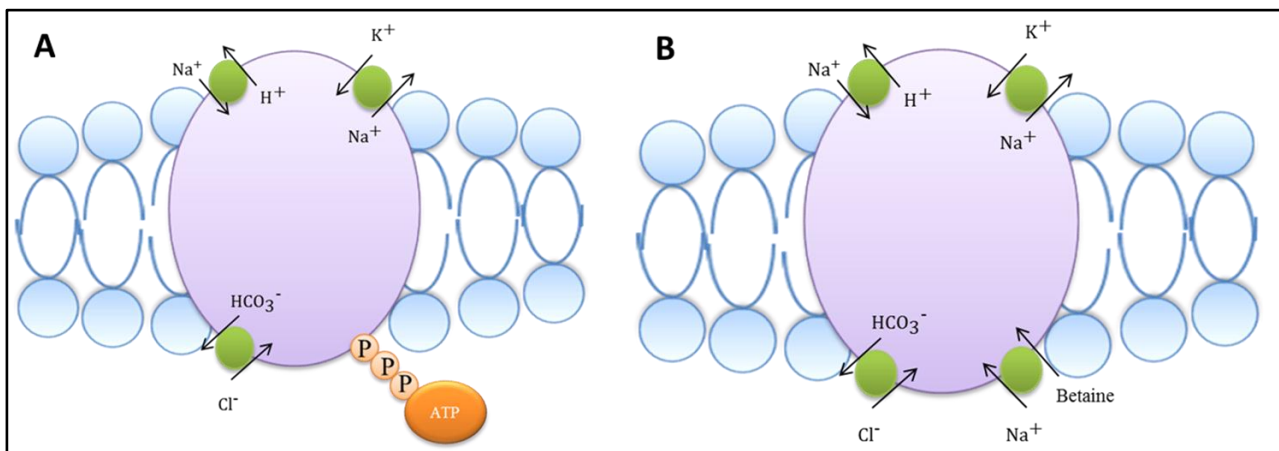 A
Na⁺
H⁺
K⁺
Na⁺
HCO₃⁻
Cl⁻
P
P
P
ATP
B
Na⁺
H⁺
K⁺
Na⁺
HCO₃⁻
Cl⁻
Na⁺
Betaine